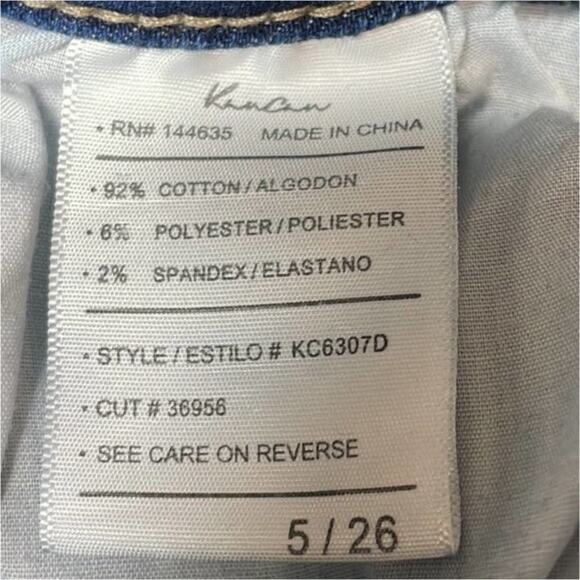 KanCan
• RN# 144635 MADE IN CHINA
• 92% COTTON / ALGODON
• 6% POLYESTER / POLIESTER
• 2% SPANDEX / ELASTANO
• STYLE / ESTILO # KC6307D
• CUT # 36956
• SEE CARE ON REVERSE
5 / 26